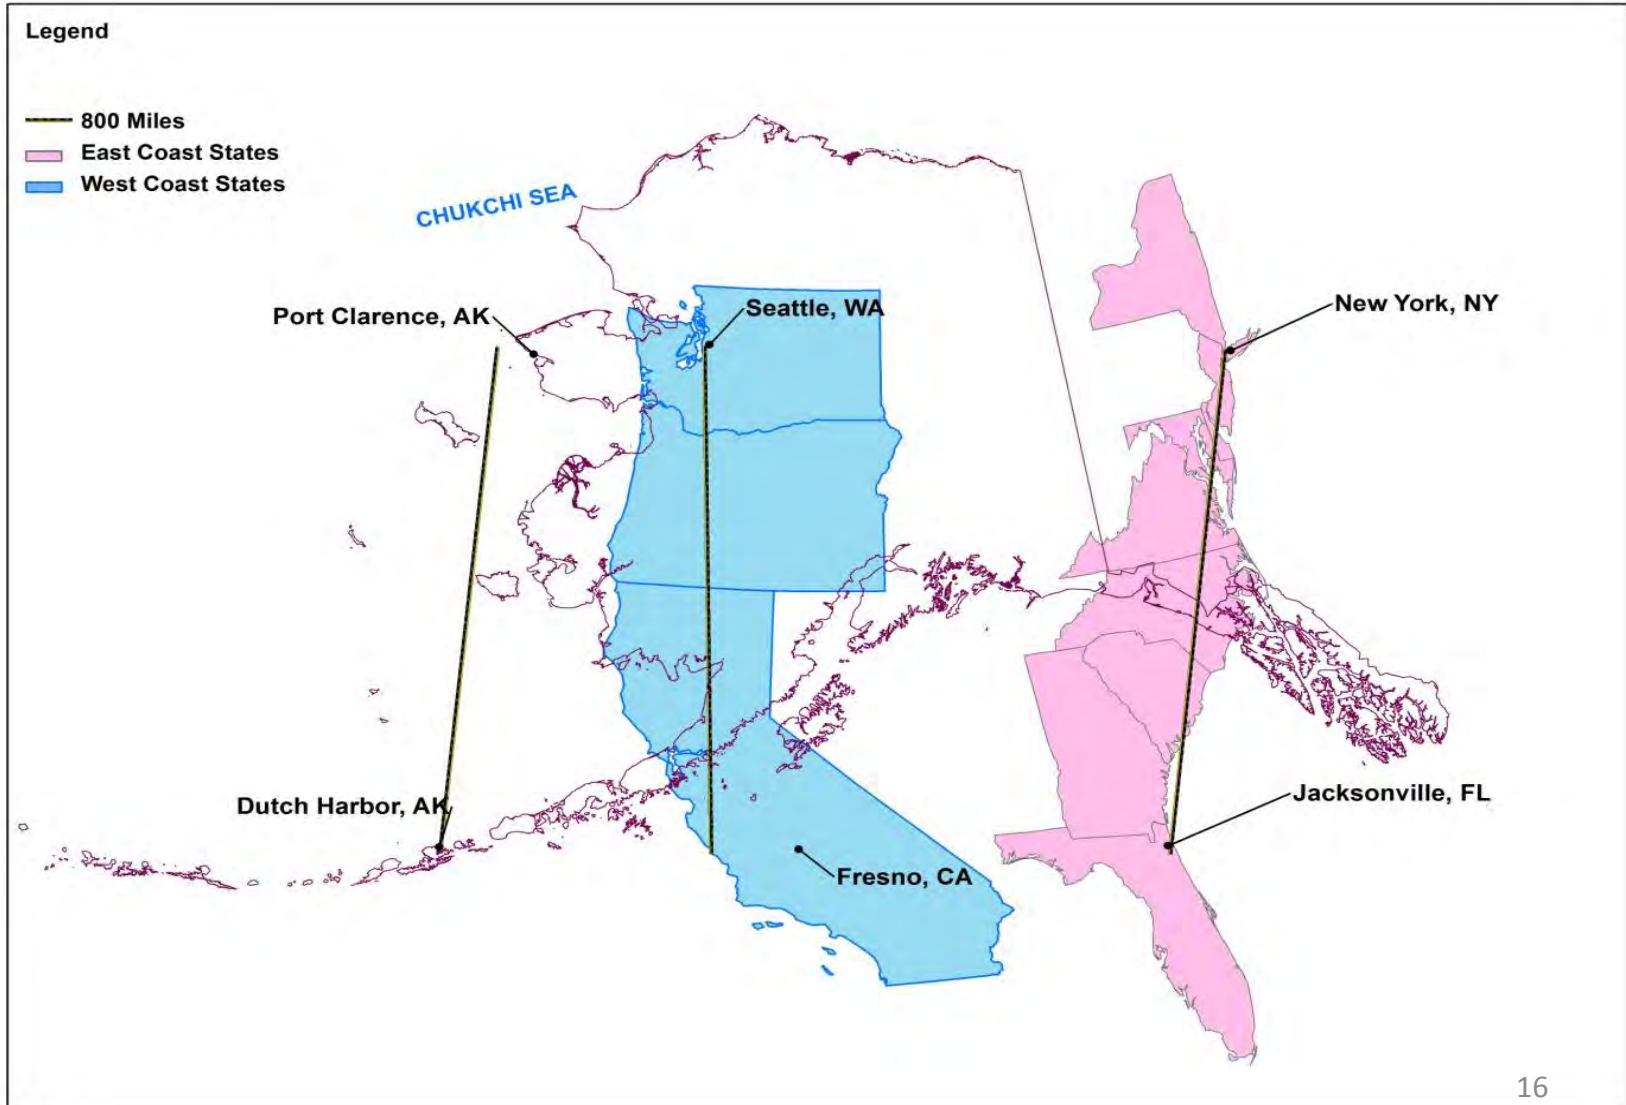 Legend
800 Miles
East Coast States
West Coast States
CHUKCHI SEA
Port Clarence, AK
Seattle, WA
New York, NY
Dutch Harbor, AK
Jacksonville, FL
Fresno, CA
16